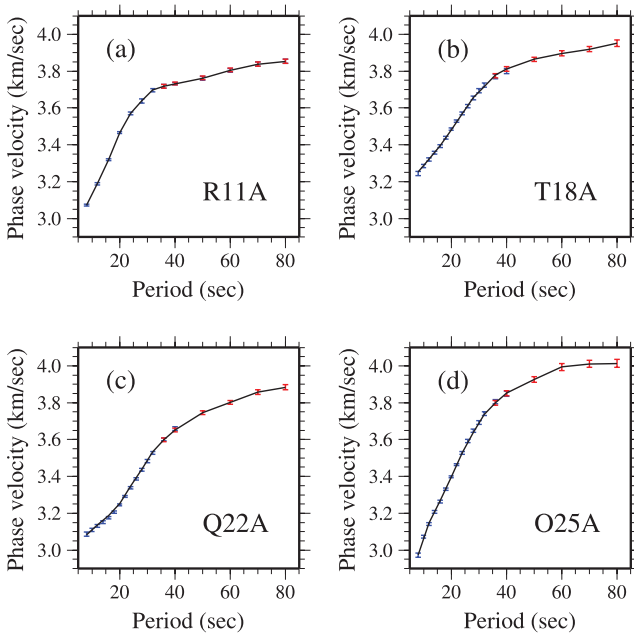 (a)
Phase velocity (km/sec)
4.0
3.8
3.6
3.4
3.2
3.0
R11A
20 40 60 80
Period (sec)
(b)
Phase velocity (km/sec)
4.0
3.8
3.6
3.4
3.2
3.0
T18A
20 40 60 80
Period (sec)
(c)
Phase velocity (km/sec)
4.0
3.8
3.6
3.4
3.2
3.0
Q22A
20 40 60 80
Period (sec)
(d)
Phase velocity (km/sec)
4.0
3.8
3.6
3.4
3.2
3.0
O25A
20 40 60 80
Period (sec)